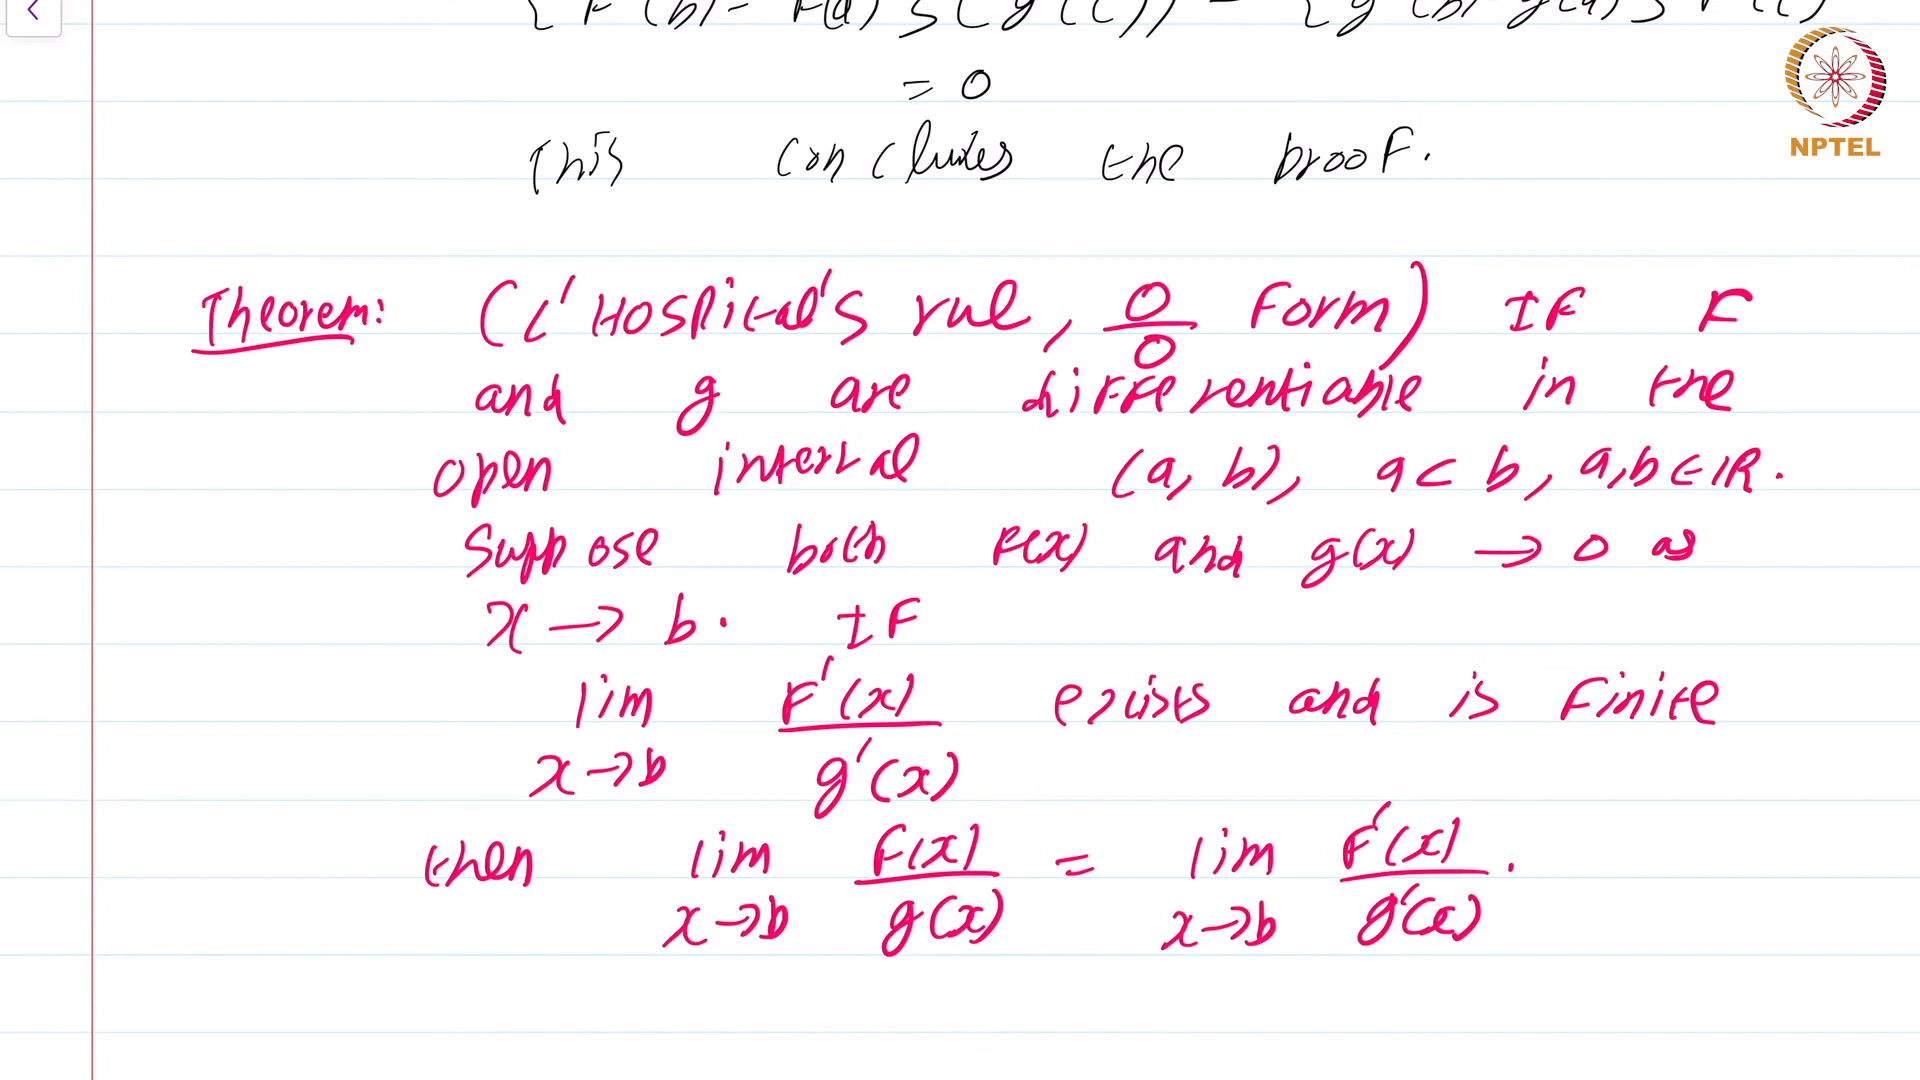 = 0
NPTEL
This concludes the proof.
Theorem: (L'Hospital's rule, 0/0 form) If F
and g are differentiable in the
open interval (a, b), a < b, a, b ∈ IR.
Suppose both F(x) and g(x) → 0 as
x → b. If
lim x→b F'(x)/g'(x) exists and is finite
then lim x→b F(x)/g(x) = lim x→b F'(x)/g'(x).